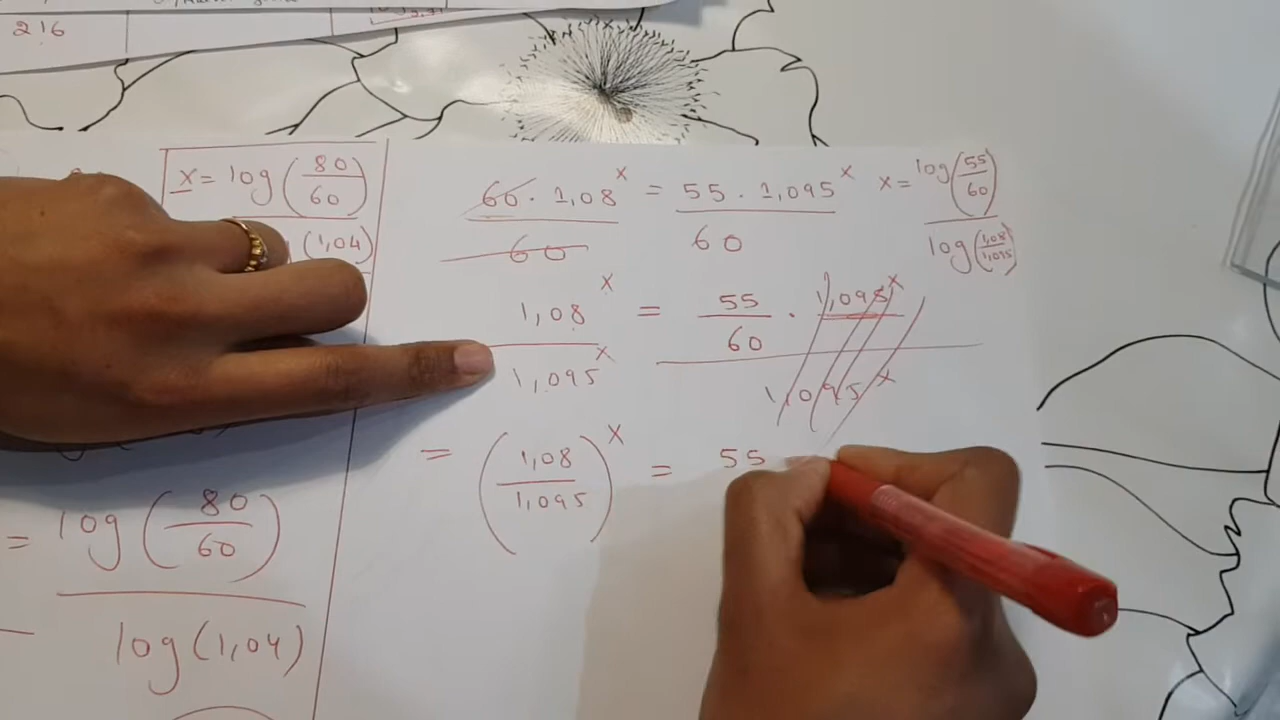 216
x = log(80/60)
(1,04)
= log(80/60)
log(1,04)
60 · 1,08^x = 55 · 1,095^x
60 60
x = log(55/60)
log(1,08/1,095)
1,08^x = 55/60 · 1,095^x
1,095^x 1,095^x
= (1,08/1,095)^x = 55